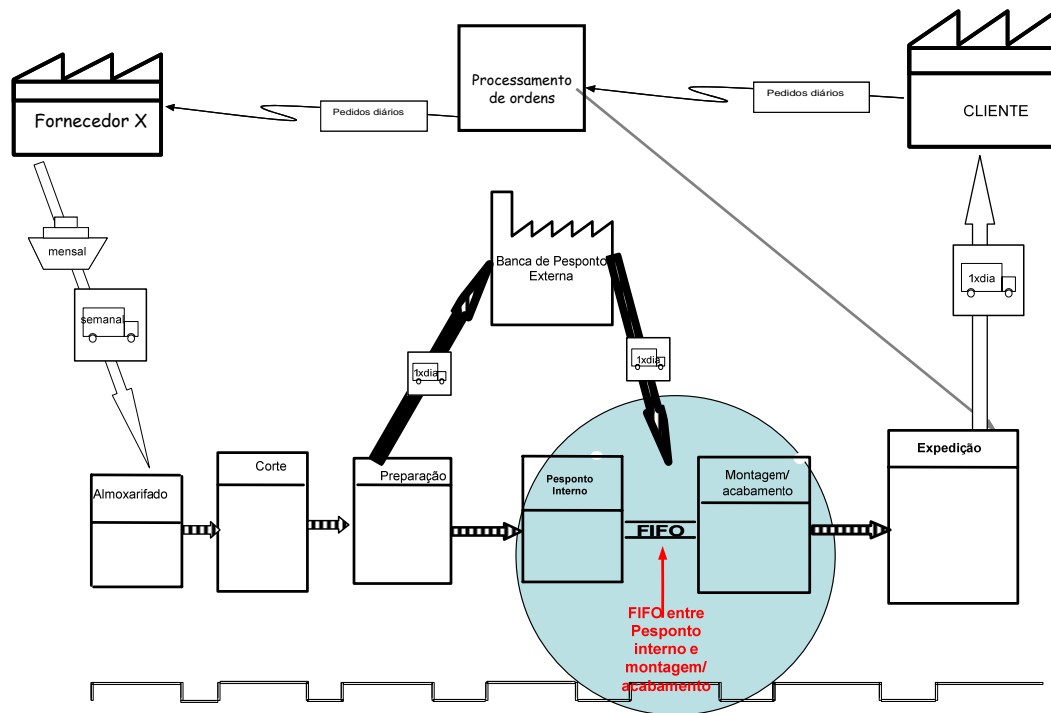 Processamento
de ordens
Pedidos diários
CLIENTE
Pedidos diários
Fornecedor X
mensal
semanal
Banca de Pesponto
Externa
1xdia
1xdia
1xdia
Almoxarifado
Corte
Preparação
Pesponto
Interno
FIFO
Montagem/
acabamento
Expedição
FIFO entre
Pesponto
interno e
montagem/
acabamento